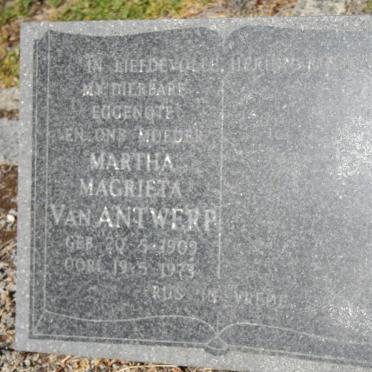 IN LIEFDEVOLLE HERINNERING
MY DIERBARE
EGGENOTE
EN ONS MOEDER
MARTHA
MAGRIETA
VAN ANTWERP
GEB. 20·5·1909
OORL. 19·5·1973
RUS IN VREDE